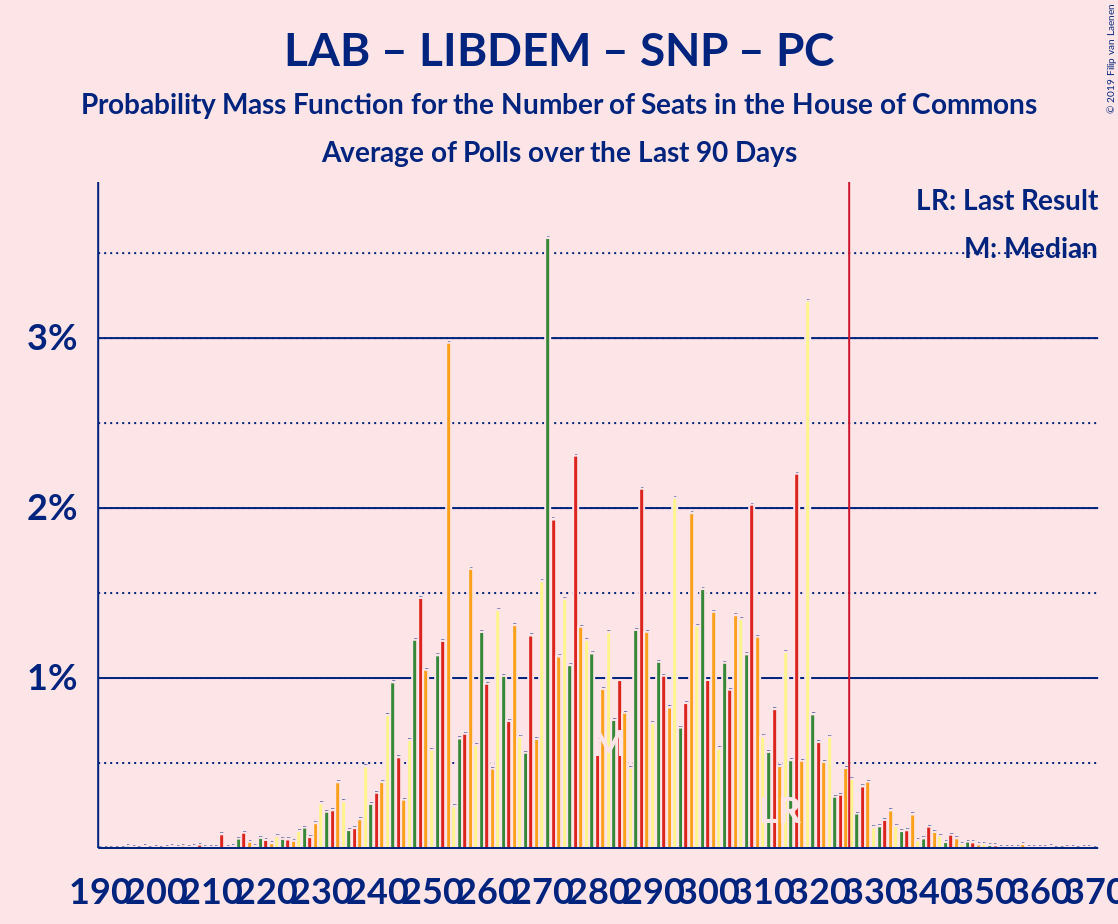 LAB – LIBDEM – SNP – PC
Probability Mass Function for the Number of Seats in the House of Commons
Average of Polls over the Last 90 Days
© 2019 Filip van Laenen
LR: Last Result
M: Median
3%
2%
1%
M
LR
190 200 210 220 230 240 250 260 270 280 290 300 310 320 330 340 350 360 370